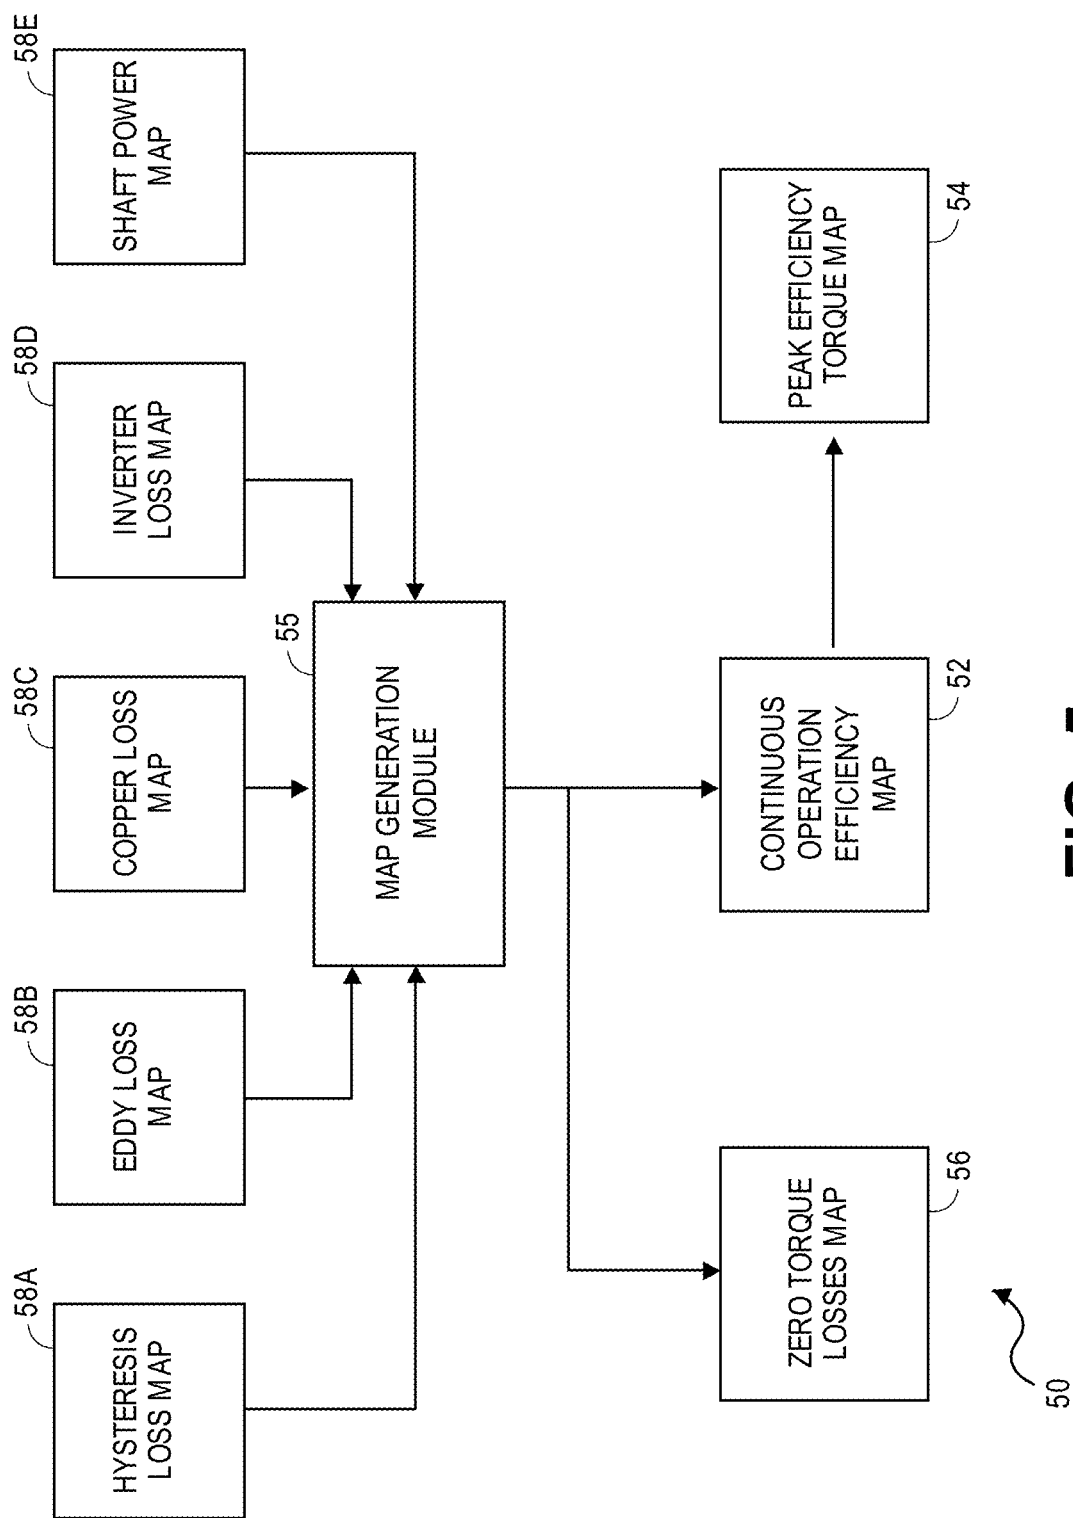 58A
58B
58C
58D
58E
HYSTERESIS
LOSS MAP
EDDY LOSS
MAP
COPPER LOSS
MAP
INVERTER
LOSS MAP
SHAFT POWER
MAP
55
MAP GENERATION
MODULE
ZERO TORQUE
LOSSES MAP
56
CONTINUOUS
OPERATION
EFFICIENCY
MAP
52
PEAK EFFICIENCY
TORQUE MAP
54
50